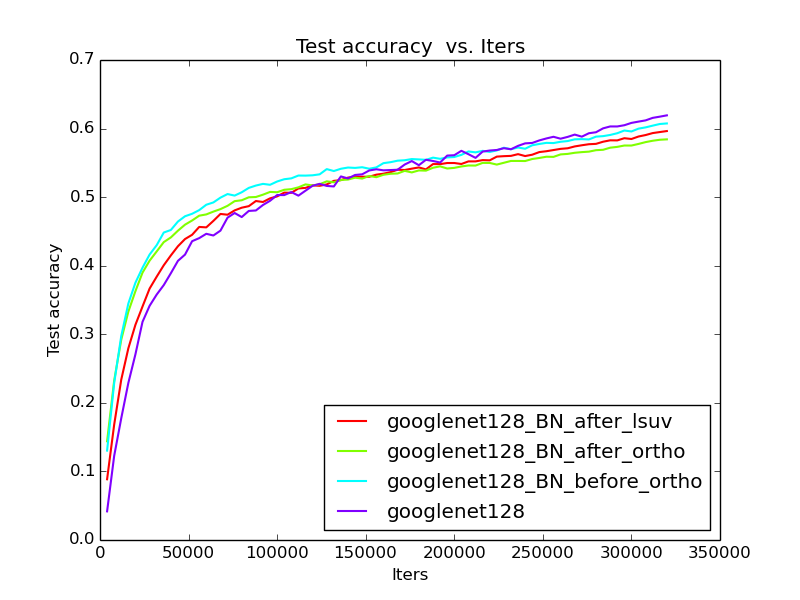 Test accuracy  vs. Iters
0.7
0.6
0.5
0.4
0.3
0.2
0.1
0.0
Test accuracy
googlenet128_BN_after_lsuv
googlenet128_BN_after_ortho
googlenet128_BN_before_ortho
googlenet128
0 50000 100000 150000 200000 250000 300000 350000
Iters